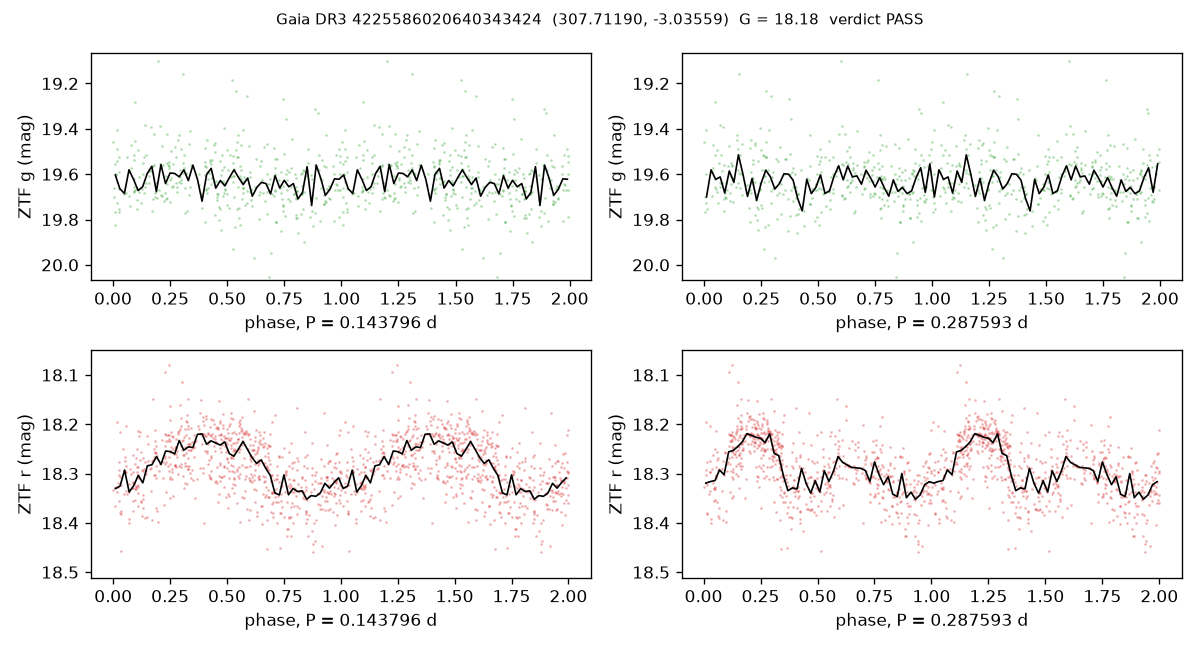 Gaia DR3 4225586020640343424 (307.71190, -3.03559) G = 18.18 verdict PASS
ZTF g (mag)
19.2
19.4
19.6
19.8
20.0
0.00 0.25 0.50 0.75 1.00 1.25 1.50 1.75 2.00
phase, P = 0.143796 d
ZTF g (mag)
19.2
19.4
19.6
19.8
20.0
0.00 0.25 0.50 0.75 1.00 1.25 1.50 1.75 2.00
phase, P = 0.287593 d
ZTF r (mag)
18.1
18.2
18.3
18.4
18.5
0.00 0.25 0.50 0.75 1.00 1.25 1.50 1.75 2.00
phase, P = 0.143796 d
ZTF r (mag)
18.1
18.2
18.3
18.4
18.5
0.00 0.25 0.50 0.75 1.00 1.25 1.50 1.75 2.00
phase, P = 0.287593 d